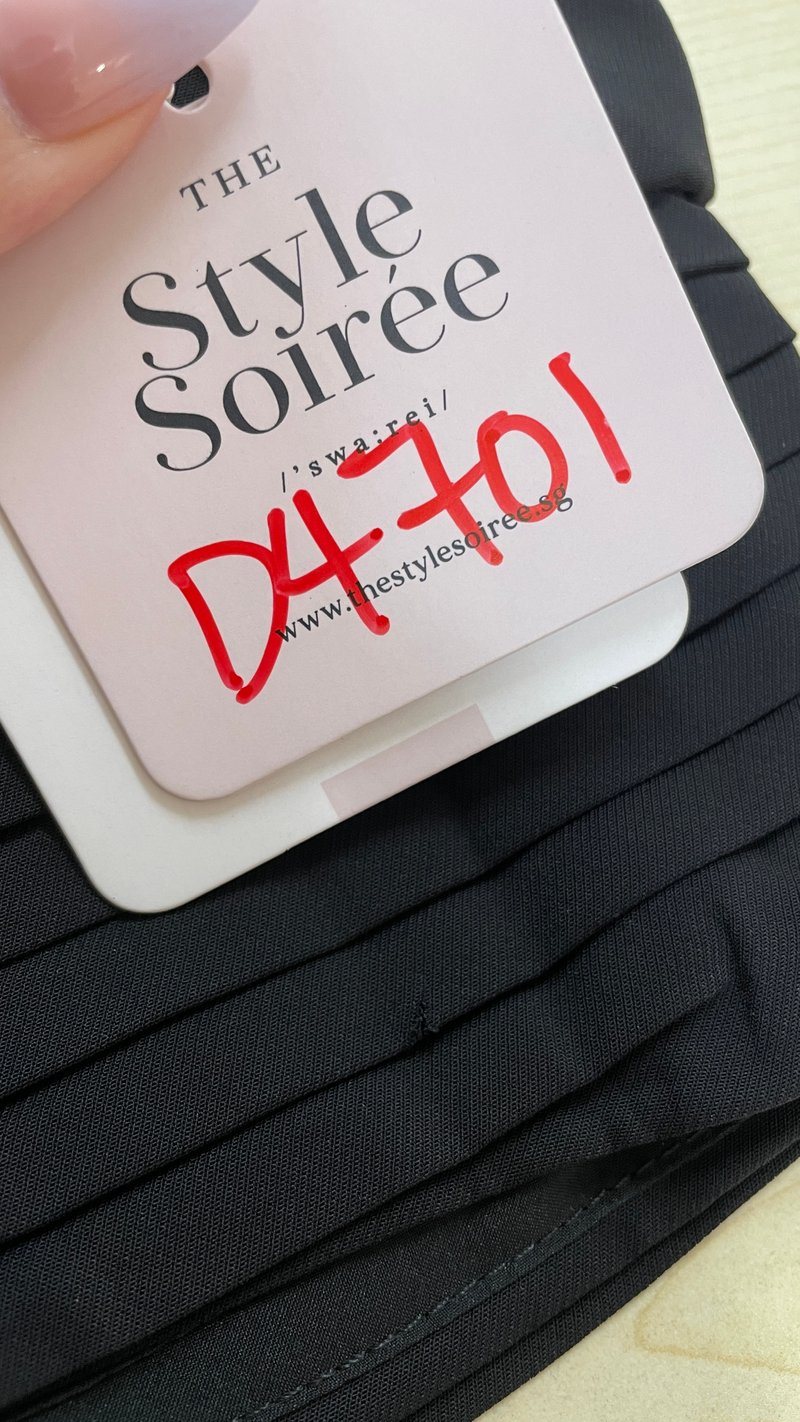 THE
Style
Soirée
/’swa:rei/
D4701
www.thestylesoiree.sg